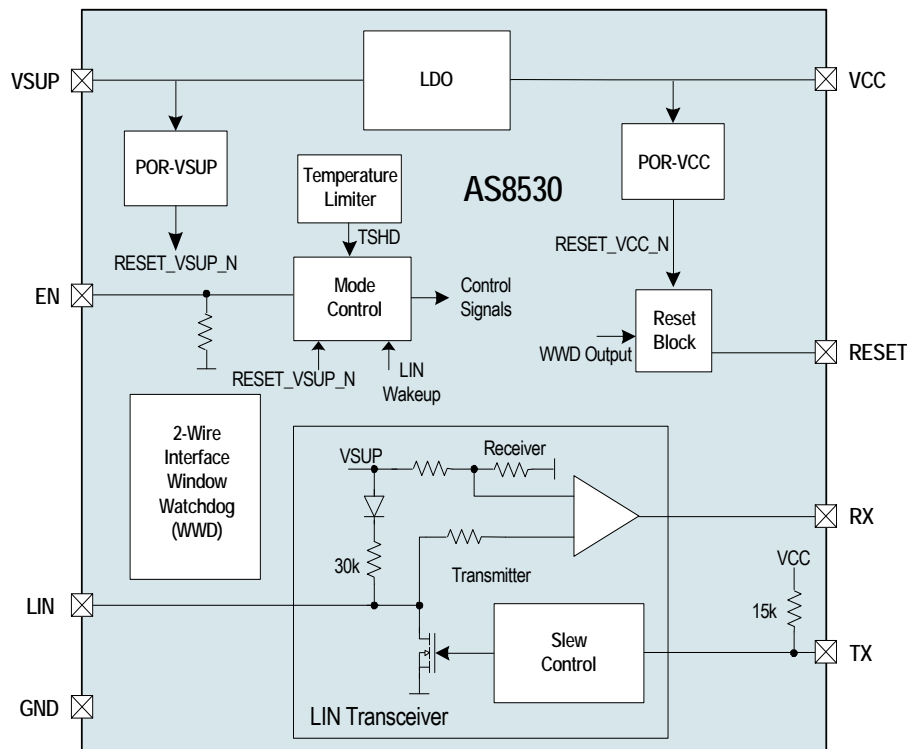 VSUP
LDO
VCC
POR-VSUP
Temperature
Limiter
AS8530
POR-VCC
TSHD
RESET_VSUP_N
RESET_VCC_N
EN
Mode
Control
Control
Signals
Reset
Block
WWD Output
RESET
RESET_VSUP_N
LIN
Wakeup
2-Wire
Interface
Window
Watchdog
(WWD)
VSUP
Receiver
RX
30k
Transmitter
VCC
LIN
15k
Slew
Control
TX
GND
LIN Transceiver